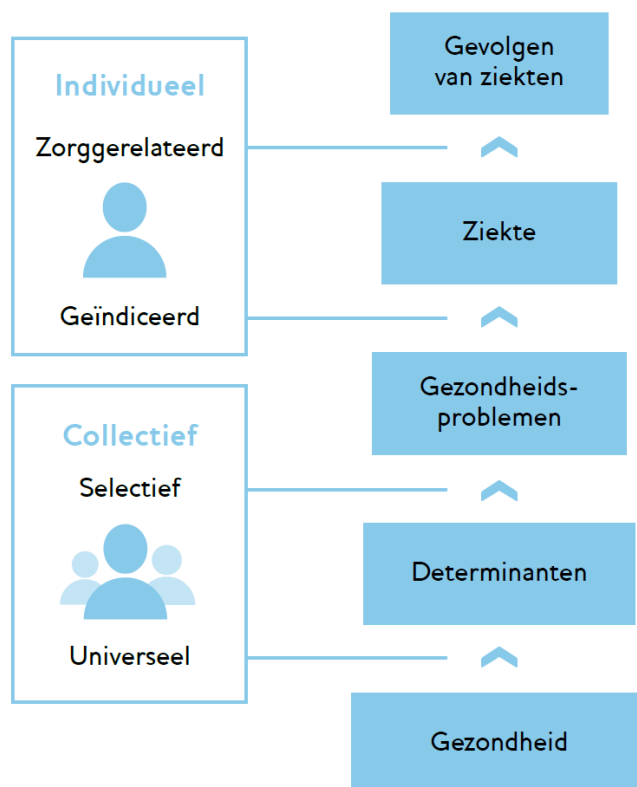 Individueel
Zorggerelateerd
Geïndiceerd
Collectief
Selectief
Universeel
Gevolgen
van ziekten
Ziekte
Gezondheids-
problemen
Determinanten
Gezondheid